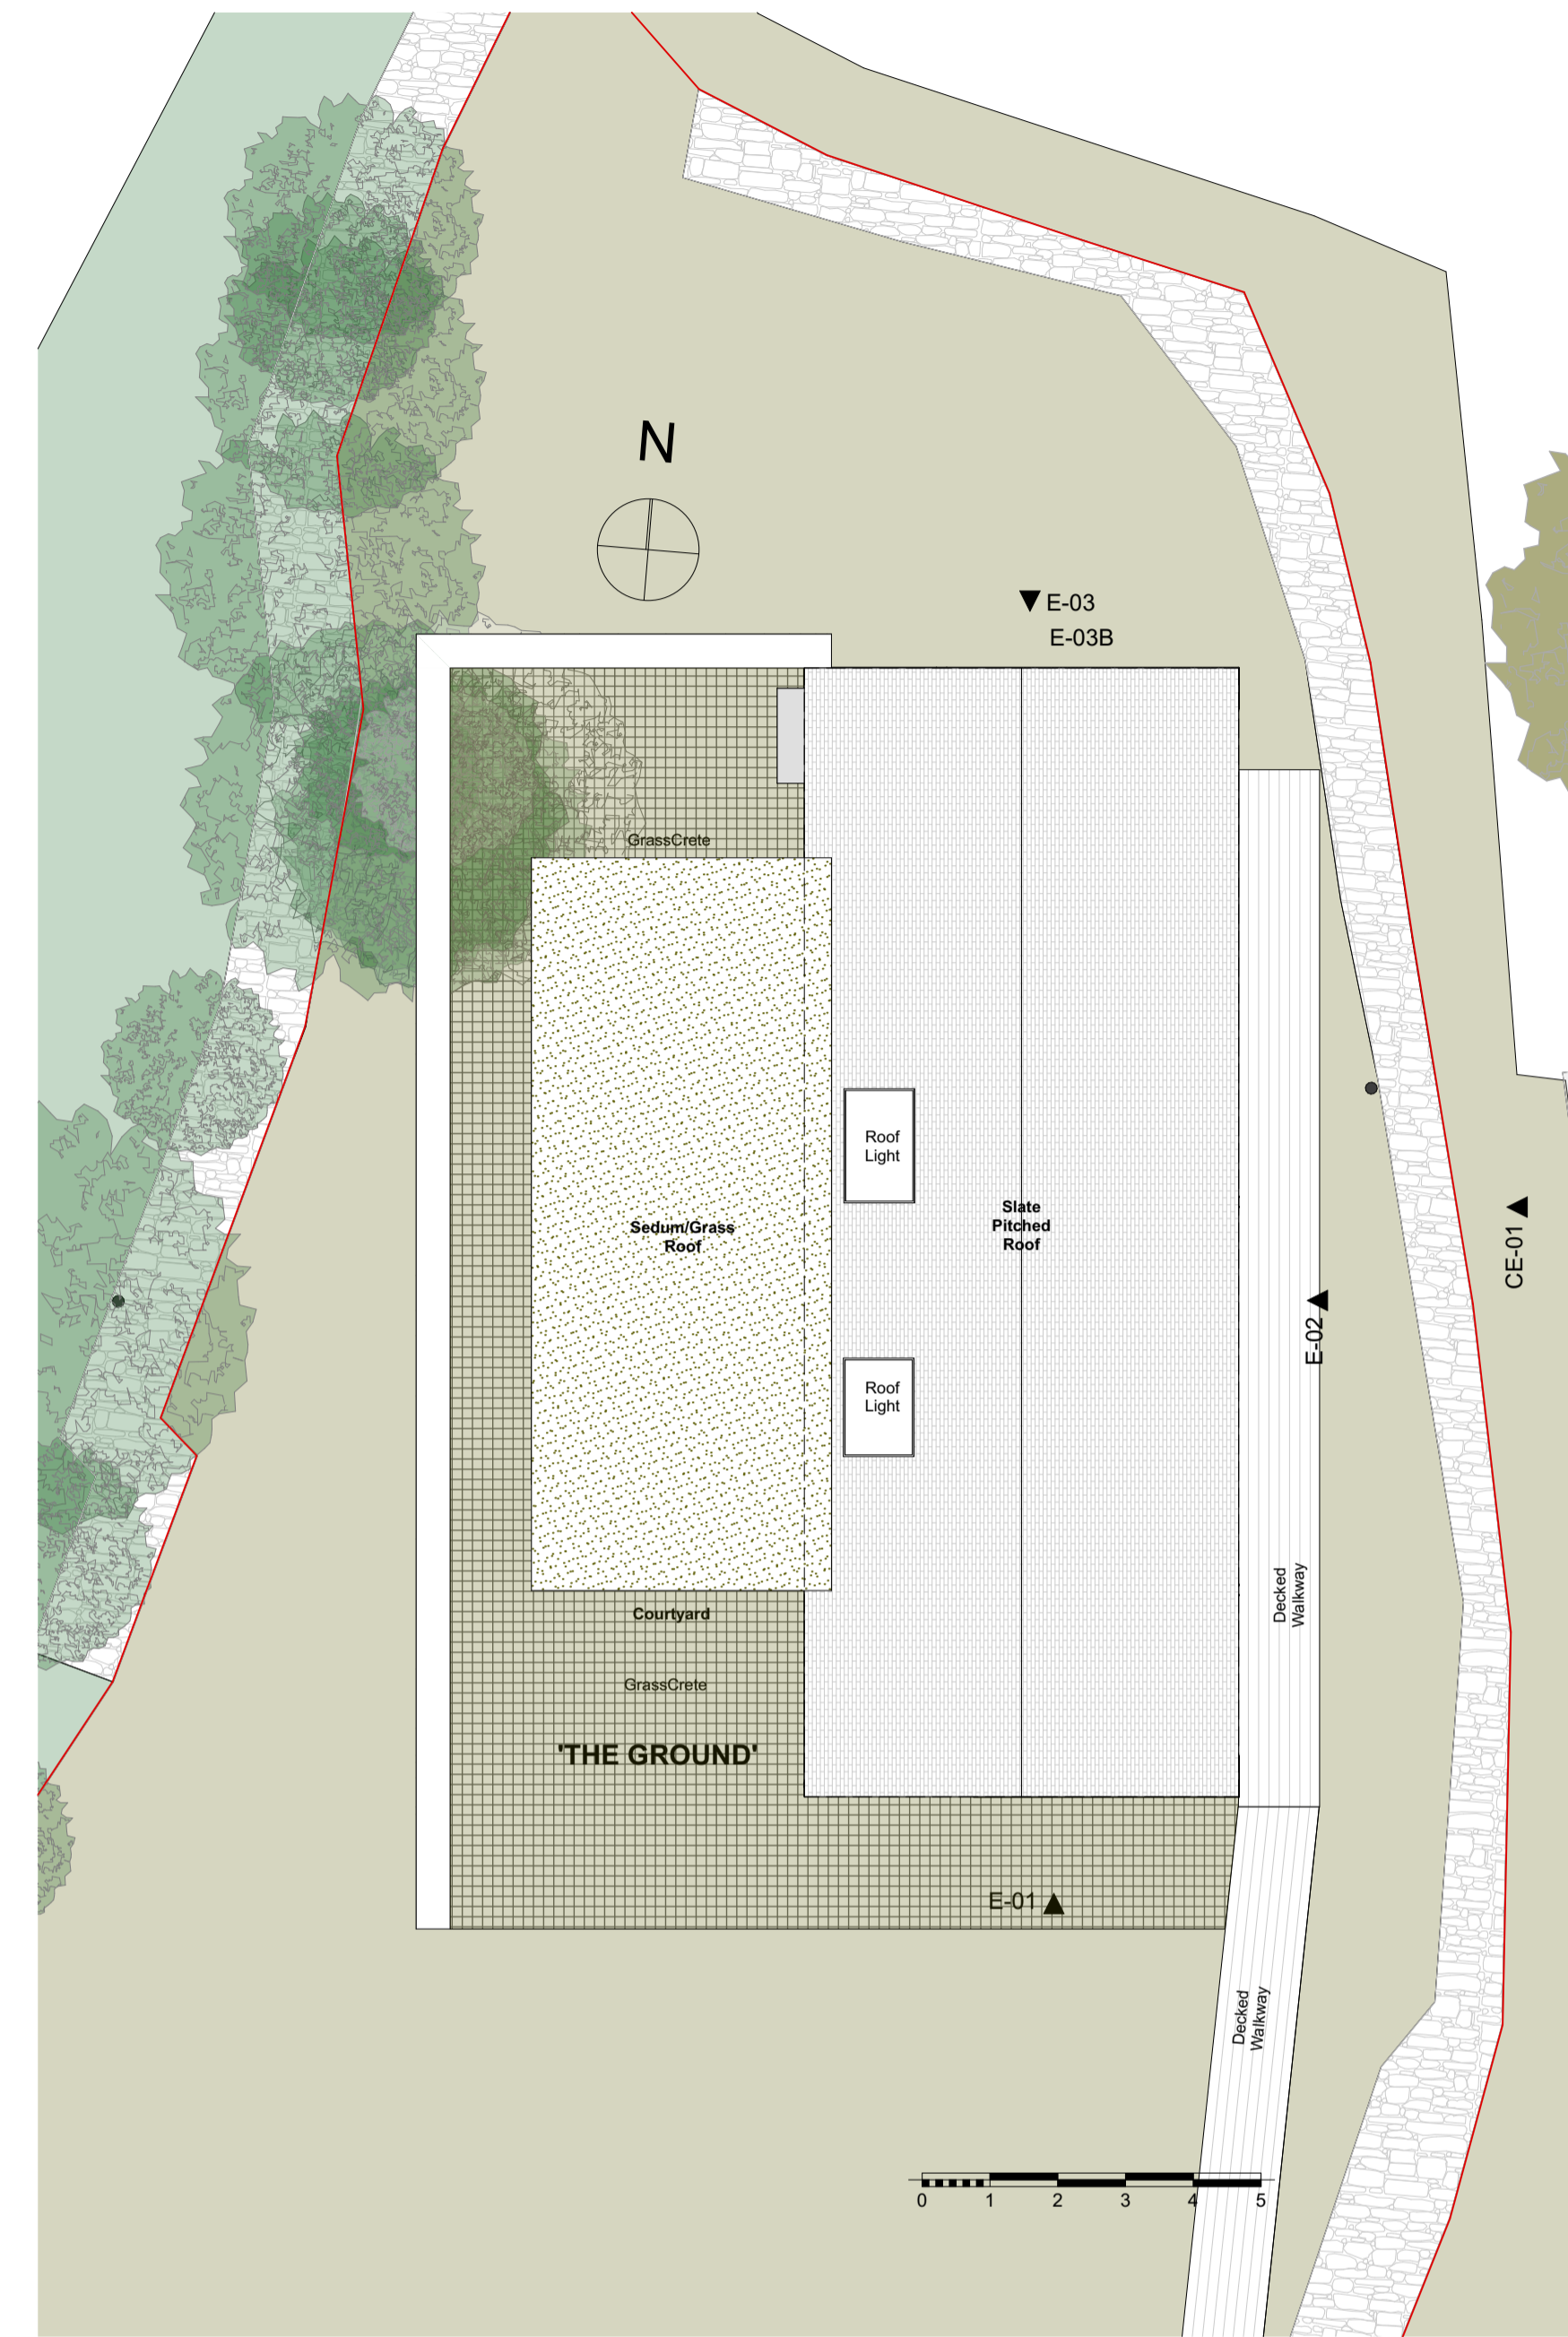 N
E-03
E-03B
GrassCrete
Roof
Light
Slate
Pitched
Roof
Sedum/Grass
Roof
CE-01
E-02
Roof
Light
Decked
Walkway
Courtyard
GrassCrete
'THE GROUND'
E-01
Decked
Walkway
0 1 2 3 4 5